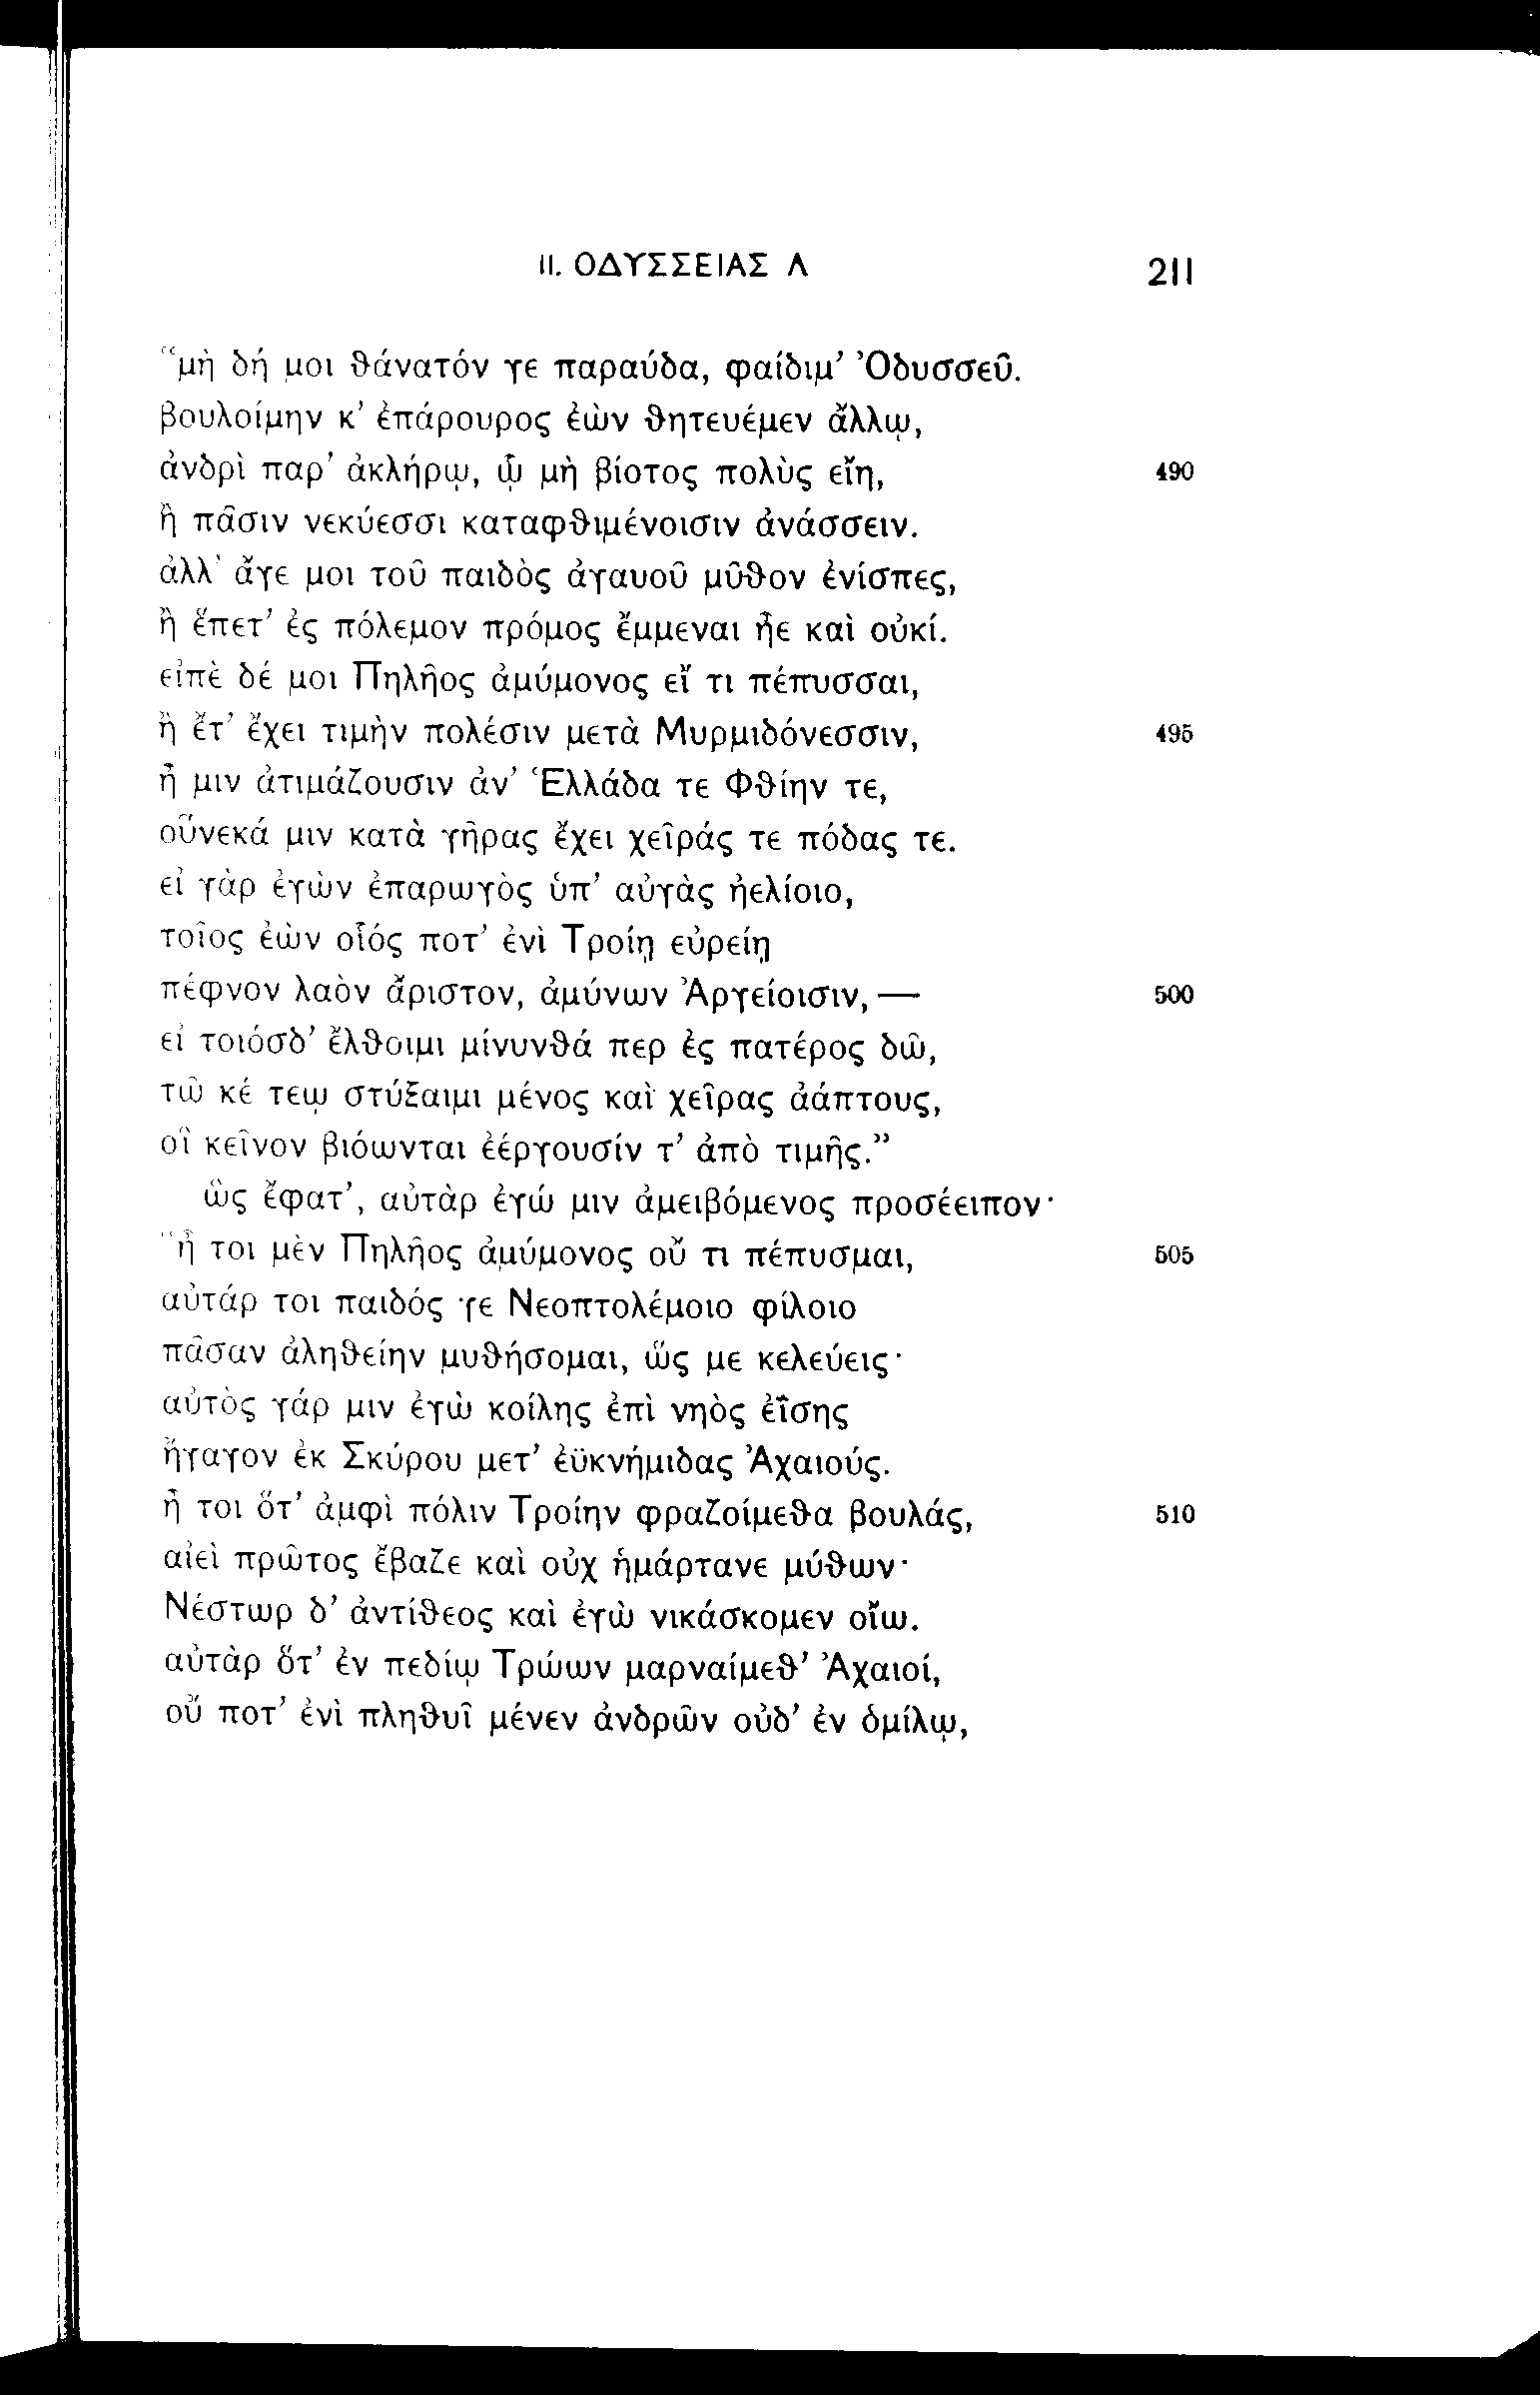 11. ΟΔΥΣΣΕΙΑΣ Λ 211
“μὴ δή μοι θάνατόν γε παραύδα, φαίδιμ’ Ὀδυσσεῦ.
βουλοίμην κ’ ἐπάρουρος ἐὼν θητευέμεν ἄλλῳ,
ἀνδρὶ παρ’ ἀκλήρῳ, ᾧ μὴ βίοτος πολὺς εἴη, 490
ἢ πᾶσιν νεκύεσσι καταφθιμένοισιν ἀνάσσειν.
ἀλλ’ ἄγε μοι τοῦ παιδὸς ἀγαυοῦ μῦθον ἐνίσπες,
ἢ ἕπετ’ ἐς πόλεμον πρόμος ἔμμεναι ἦε καὶ οὐκί.
εἰπὲ δέ μοι Πηλῆος ἀμύμονος εἴ τι πέπυσσαι,
ἢ ἔτ’ ἔχει τιμὴν πολέσιν μετὰ Μυρμιδόνεσσιν, 495
ἦ μιν ἀτιμάζουσιν ἀν’ Ἑλλάδα τε Φθίην τε,
οὕνεκά μιν κατὰ γῆρας ἔχει χεῖράς τε πόδας τε.
εἰ γὰρ ἐγὼν ἐπαρωγὸς ὑπ’ αὐγὰς ἠελίοιο,
τοῖος ἐὼν οἷός ποτ’ ἐνὶ Τροίῃ εὐρείῃ
πέφνον λαὸν ἄριστον, ἀμύνων Ἀργείοισιν, — 500
εἰ τοιόσδ’ ἔλθοιμι μίνυνθά περ ἐς πατέρος δῶ,
τῶ κέ τεῳ στύξαιμι μένος καὶ χεῖρας ἀάπτους,
οἳ κεῖνον βιόωνται ἐέργουσίν τ’ ἀπὸ τιμῆς.”
ὣς ἔφατ’, αὐτὰρ ἐγώ μιν ἀμειβόμενος προσέειπον·
“ἦ τοι μὲν Πηλῆος ἀμύμονος οὔ τι πέπυσμαι, 505
αὐτάρ τοι παιδός γε Νεοπτολέμοιο φίλοιο
πᾶσαν ἀληθείην μυθήσομαι, ὥς με κελεύεις·
αὐτὸς γάρ μιν ἐγὼ κοίλης ἐπὶ νηὸς ἐΐσης
ἤγαγον ἐκ Σκύρου μετ’ ἐϋκνήμιδας Ἀχαιούς.
ἦ τοι ὅτ’ ἀμφὶ πόλιν Τροίην φραζοίμεθα βουλάς, 510
αἰεὶ πρῶτος ἔβαζε καὶ οὐχ ἡμάρτανε μύθων·
Νέστωρ δ’ ἀντίθεος καὶ ἐγὼ νικάσκομεν οἴω.
αὐτὰρ ὅτ’ ἐν πεδίῳ Τρώων μαρναίμεθ’ Ἀχαιοί,
οὔ ποτ’ ἐνὶ πληθυῖ μένεν ἀνδρῶν οὐδ’ ἐν ὁμίλῳ,